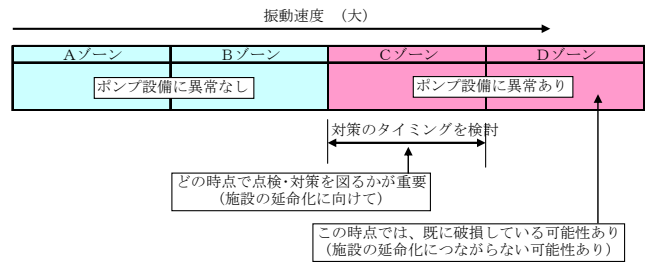 振動速度　（大）
Aゾーン　Bゾーン　Cゾーン　Dゾーン
ポンプ設備に異常なし　ポンプ設備に異常あり
対策のタイミングを検討
どの時点で点検・対策を図るかが重要
（施設の延命化に向けて）
この時点では、既に破損している可能性あり
（施設の延命化につながらない可能性あり）